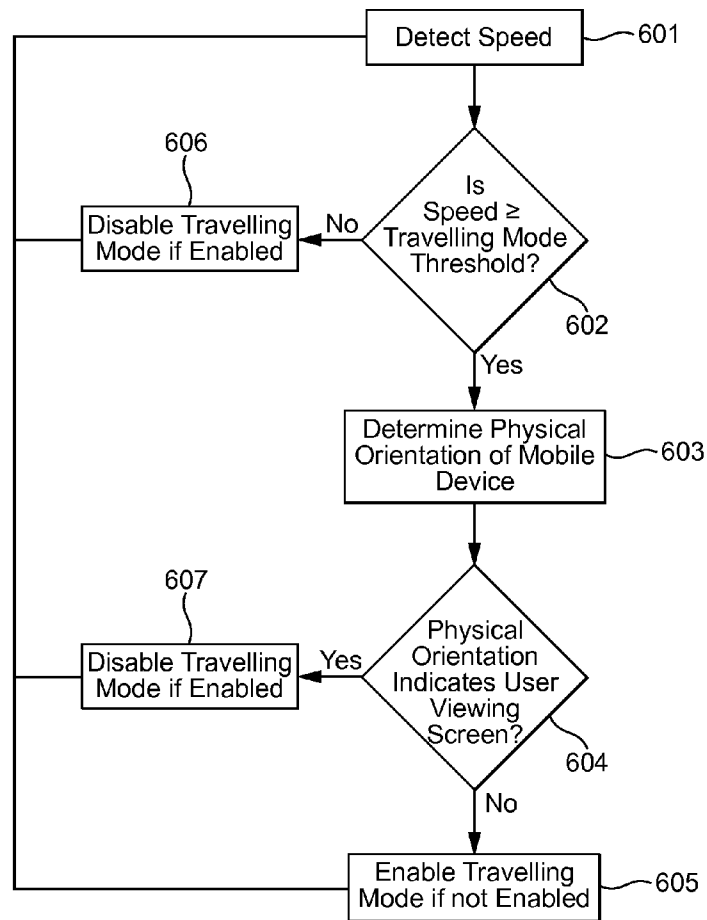 Detect Speed
601
606
Is
Speed ≥
Travelling Mode
Threshold?
602
Disable Travelling
Mode if Enabled
No
Yes
Determine Physical
Orientation of Mobile
Device
603
607
Physical
Orientation
Indicates User
Viewing
Screen?
604
Disable Travelling
Mode if Enabled
Yes
No
Enable Travelling
Mode if not Enabled
605